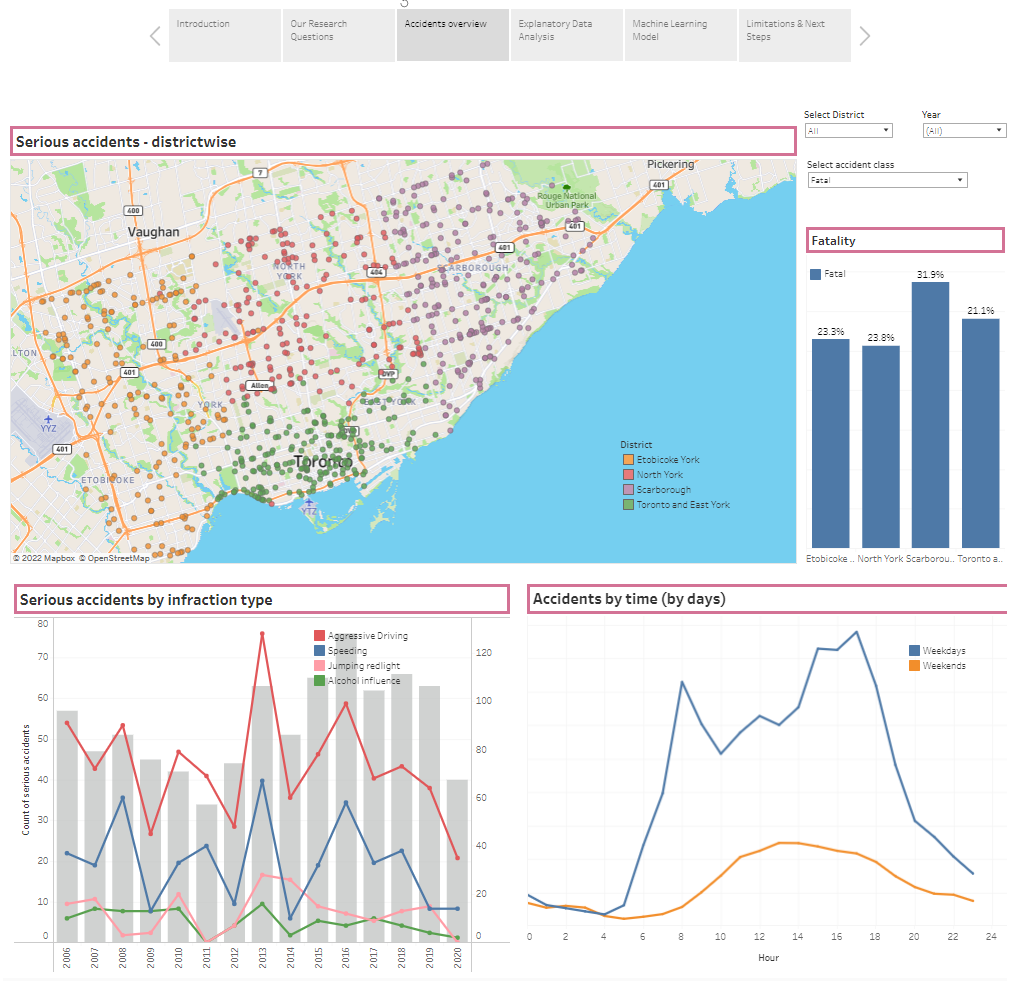 Introduction
Our Research
Questions
Accidents overview
Explanatory Data
Analysis
Machine Learning
Model
Limitations & Next
Steps
Select District
Year
All
(All)
Serious accidents - districtwise
Select accident class
Fatal
Pickering
7
401
Rouge National
Urban Park
400
Vaughan
401
401
NORTH
YORK
404
SCARBOROUGH
400
LTON
401
DVP
Allen
YORK
EAST YORK
YYZ
401
Toronto
ETOBICOKE
YTZ
District
Etobicoke York
North York
Scarborough
Toronto and East York
© 2022 Mapbox © OpenStreetMap
Fatality
Fatal
31.9%
21.1%
23.3%
23.8%
Etobicoke .. North York Scarborou.. Toronto a..
Serious accidents by infraction type
Aggressive Driving
Speeding
Jumping redlight
Alcohol influence
Count of serious accidents
80
70
60
50
40
30
20
10
0
120
100
80
60
40
20
0
2006 2007 2008 2009 2010 2011 2012 2013 2014 2015 2016 2017 2018 2019 2020
Accidents by time (by days)
Weekdays
Weekends
0 2 4 6 8 10 12 14 16 18 20 22 24
Hour